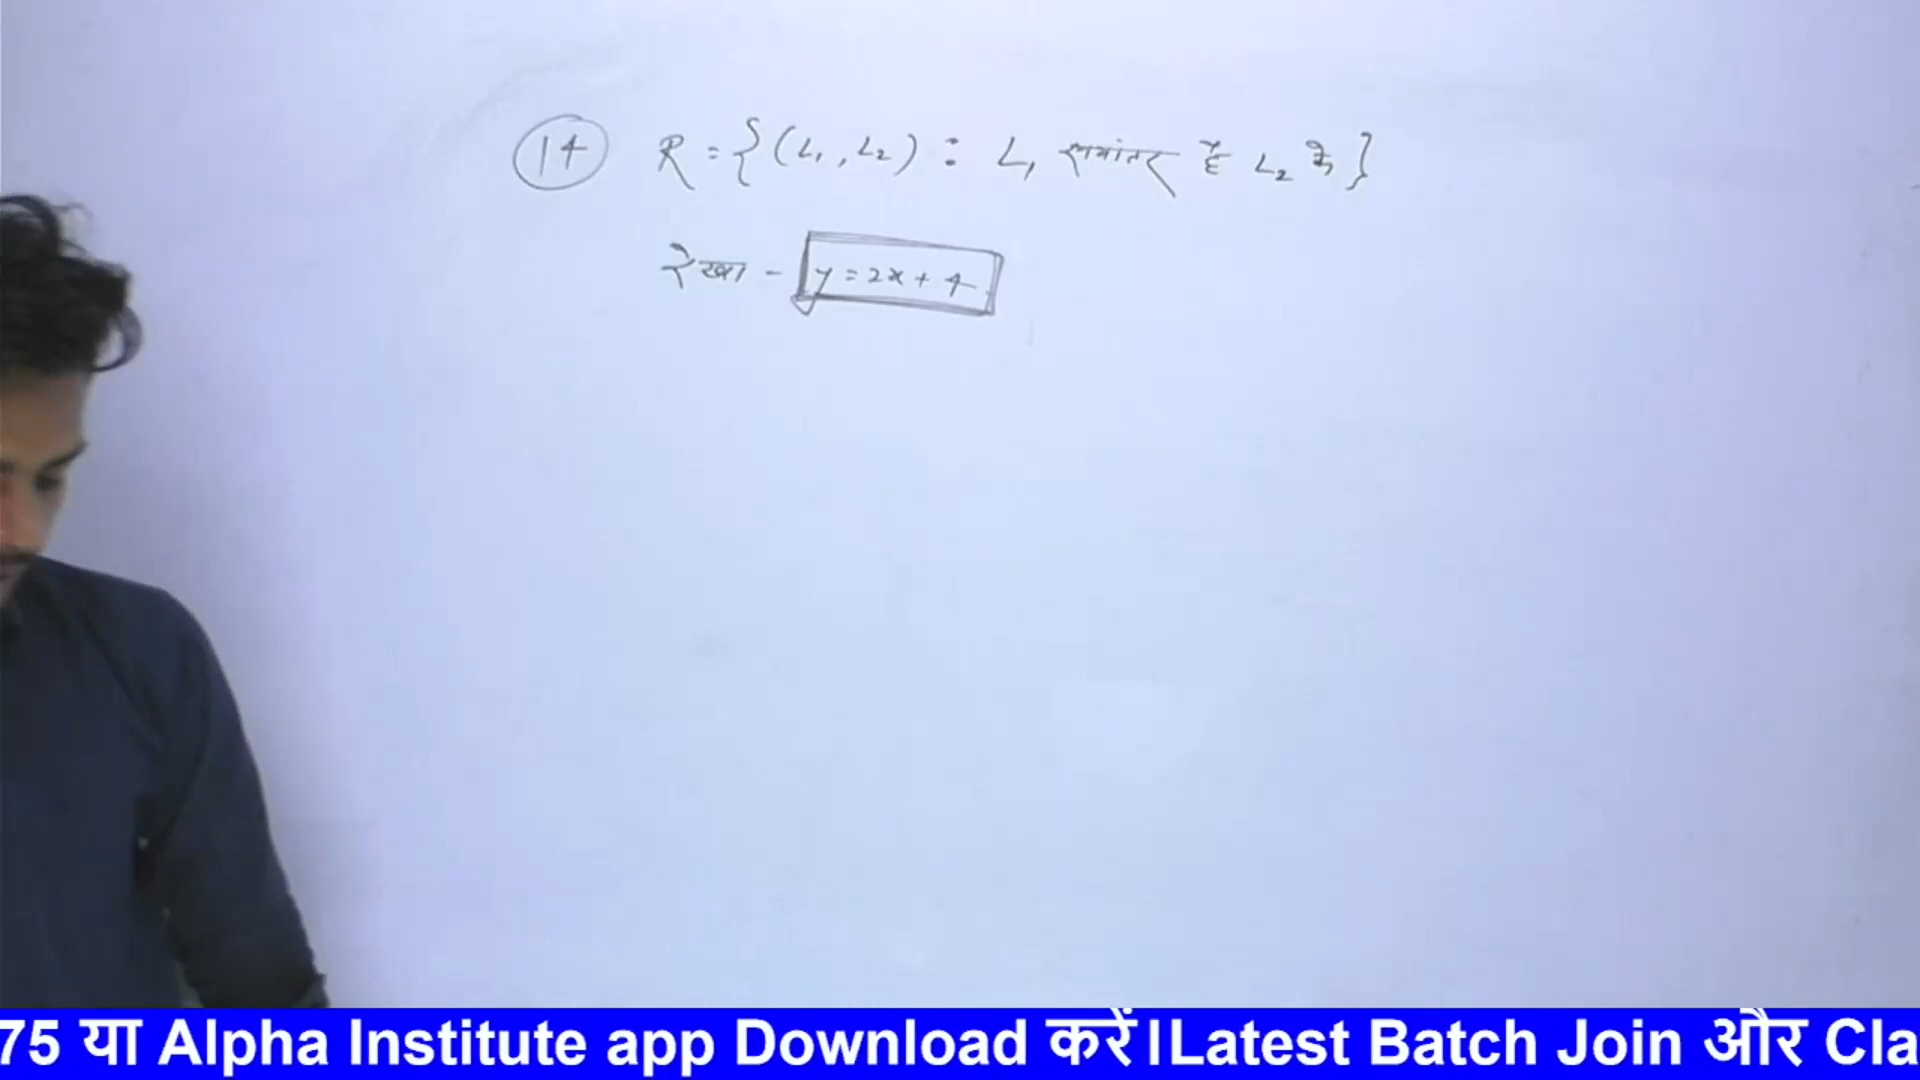 14 R = { (L₁, L₂) : L₁ समांतर है L₂ के }
रेखा - y = 2x + 4
75 या Alpha Institute app Download करें।Latest Batch Join और Cla